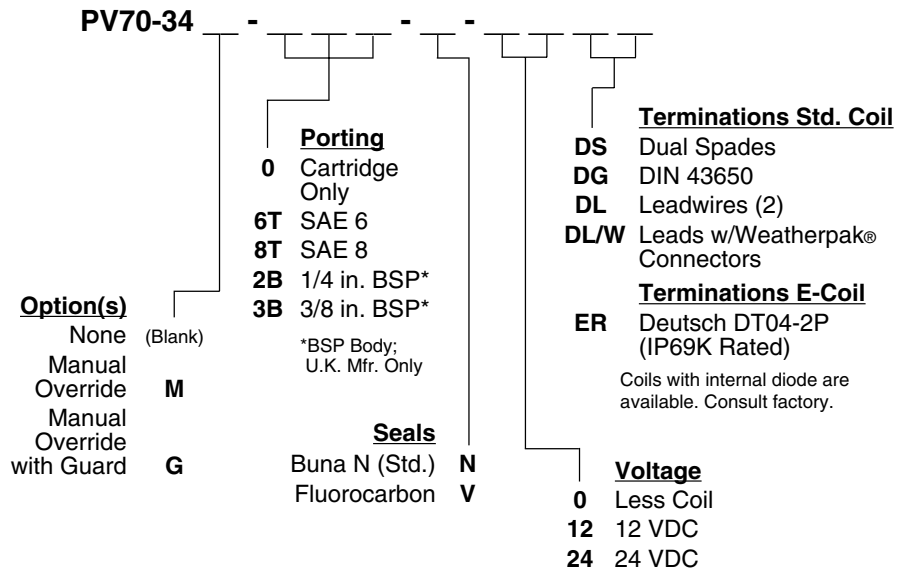 PV70-34 __ - __ __ __ - __ - __ __ __ __
Porting
0 Cartridge
Only
6T SAE 6
8T SAE 8
2B 1/4 in. BSP*
3B 3/8 in. BSP*
*BSP Body;
U.K. Mfr. Only
Option(s)
None (Blank)
Manual
Override M
Manual
Override
with Guard G
Seals
Buna N (Std.) N
Fluorocarbon V
Terminations Std. Coil
DS Dual Spades
DG DIN 43650
DL Leadwires (2)
DL/W Leads w/Weatherpak®
Connectors
Terminations E-Coil
ER Deutsch DT04-2P
(IP69K Rated)
Coils with internal diode are
available. Consult factory.
Voltage
0 Less Coil
12 12 VDC
24 24 VDC